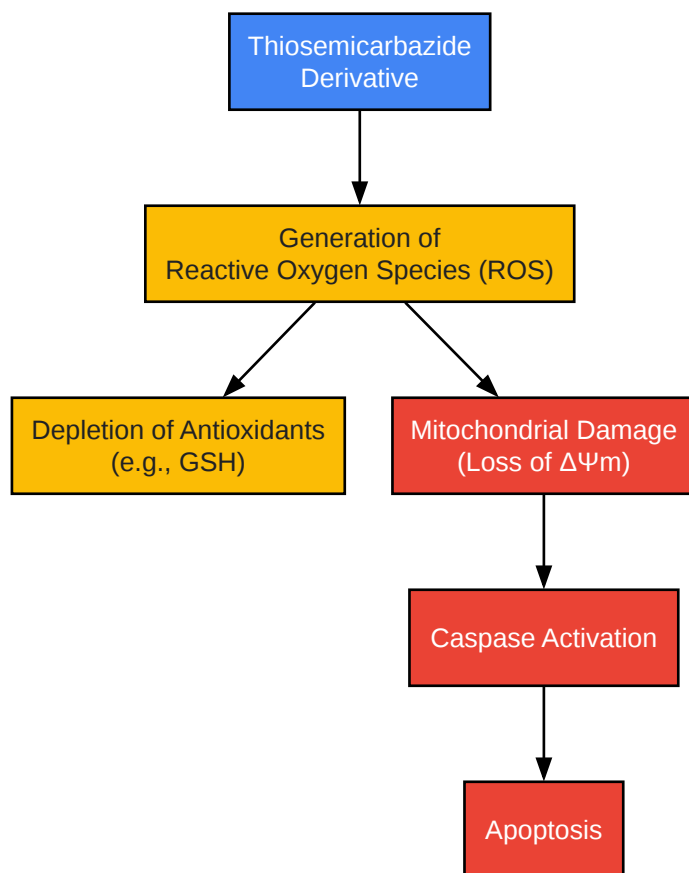 Thiosemicarbazide
Derivative
Generation of
Reactive Oxygen Species (ROS)
Depletion of Antioxidants
(e.g., GSH)
Mitochondrial Damage
(Loss of ΔΨm)
Caspase Activation
Apoptosis